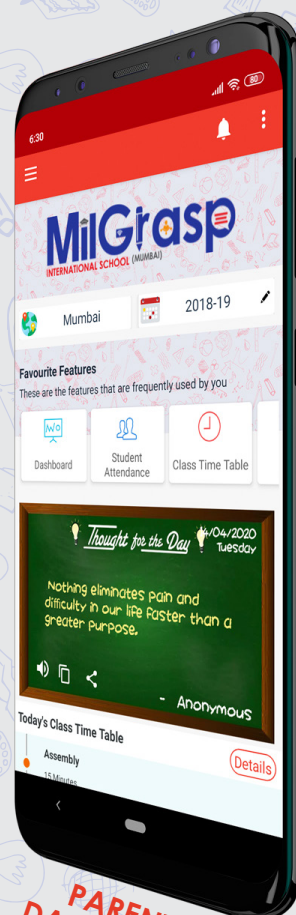 6:30
80
MilGrasp
INTERNATIONAL SCHOOL (MUMBAI)
Mumbai
2018-19
Favourite Features
These are the features that are frequently used by you
Dashboard
Student
Attendance
Class Time Table
Thought for the Day
/04/2020
Tuesday
Nothing eliminates pain and
difficulty in our life faster than a
greater purpose.
- Anonymous
Today's Class Time Table
Details
Assembly
15 Minutes